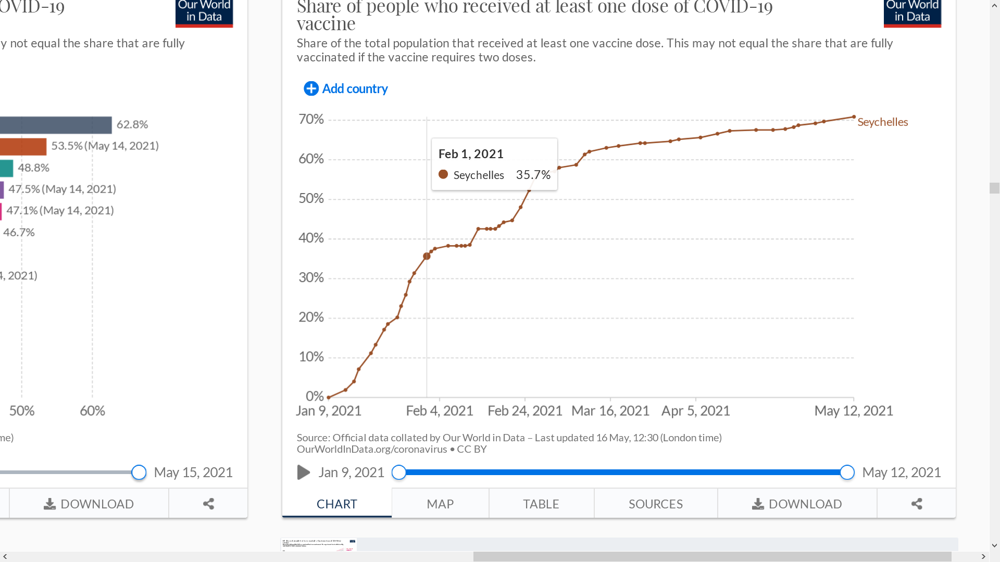 OVID-19
Our World
in Data
y not equal the share that are fully
62.8%
53.5% (May 14, 2021)
48.8%
47.5% (May 14, 2021)
47.1% (May 14, 2021)
46.7%
4, 2021)
50%
60%
me)
May 15, 2021
DOWNLOAD
Share of people who received at least one dose of COVID-19
vaccine
Our World
in Data
Share of the total population that received at least one vaccine dose. This may not equal the share that are fully
vaccinated if the vaccine requires two doses.
Add country
70%
60%
50%
40%
30%
20%
10%
0%
Seychelles
Feb 1, 2021
Seychelles 35.7%
Jan 9, 2021
Feb 4, 2021
Feb 24, 2021
Mar 16, 2021
Apr 5, 2021
May 12, 2021
Source: Official data collated by Our World in Data – Last updated 16 May, 12:30 (London time)
OurWorldInData.org/coronavirus • CC BY
Jan 9, 2021
May 12, 2021
CHART
MAP
TABLE
SOURCES
DOWNLOAD